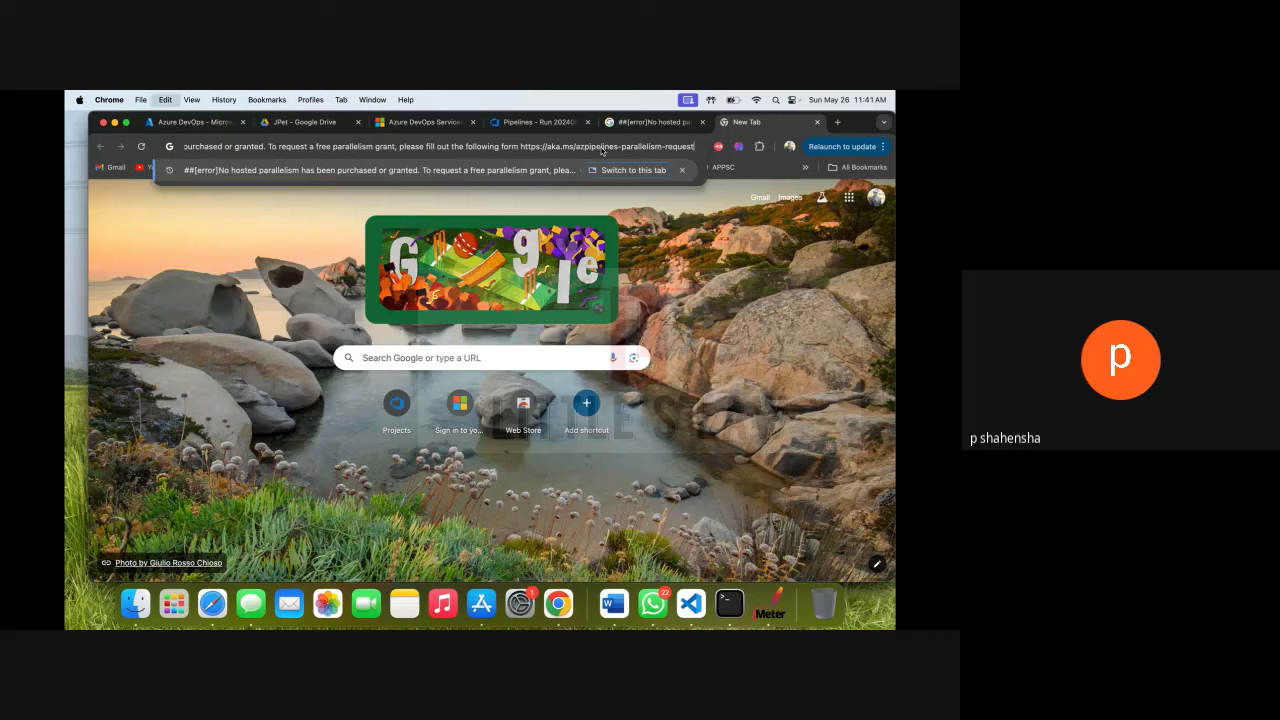 Chrome File Edit View History Bookmarks Profiles Tab Window Help Sun May 26 11:41 AM
Azure DevOps - Micros JPet - Google Drive Azure DevOps Service Pipelines - Run 20240 ##[error]No hosted pa New Tab
purchased or granted. To request a free parallelism grant, please fill out the following form https://aka.ms/azpipelines-parallelism-request Relaunch to update
Gmail ##[error]No hosted parallelism has been purchased or granted. To request a free parallelism grant, plea... Switch to this tab APPSC All Bookmarks
Gmail Images
G g l e
Search Google or type a URL
Projects Sign in to yo... Web Store Add shortcut
Photo by Giulio Rosso Chioso
1 22
Meter
p
p shahensha